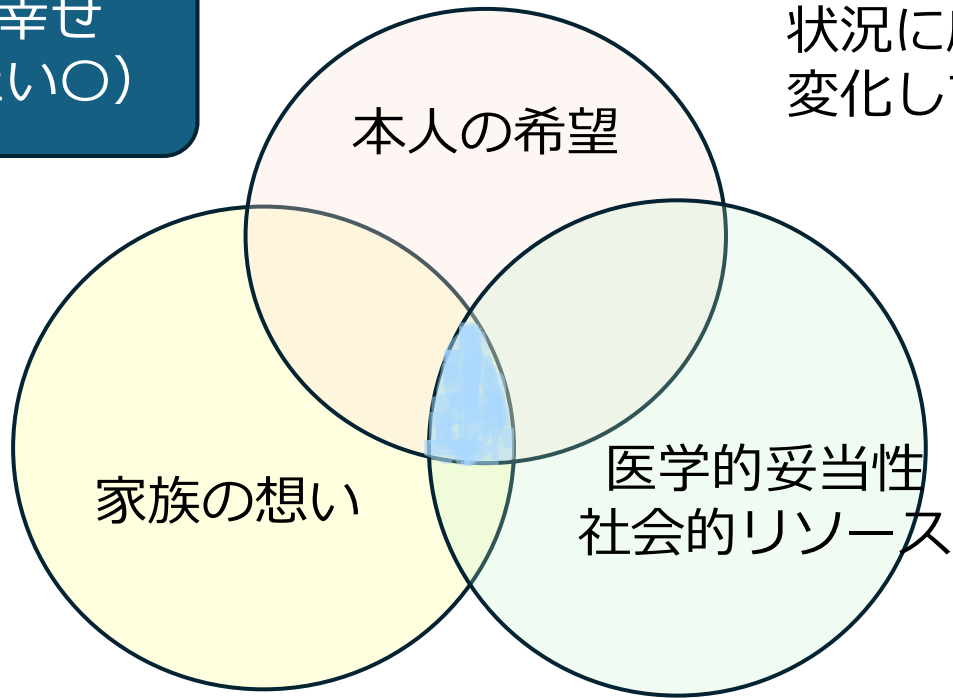 幸せ
い〇）
状況に
変化し
本人の希望
家族の想い
医学的妥当性
社会的リソース